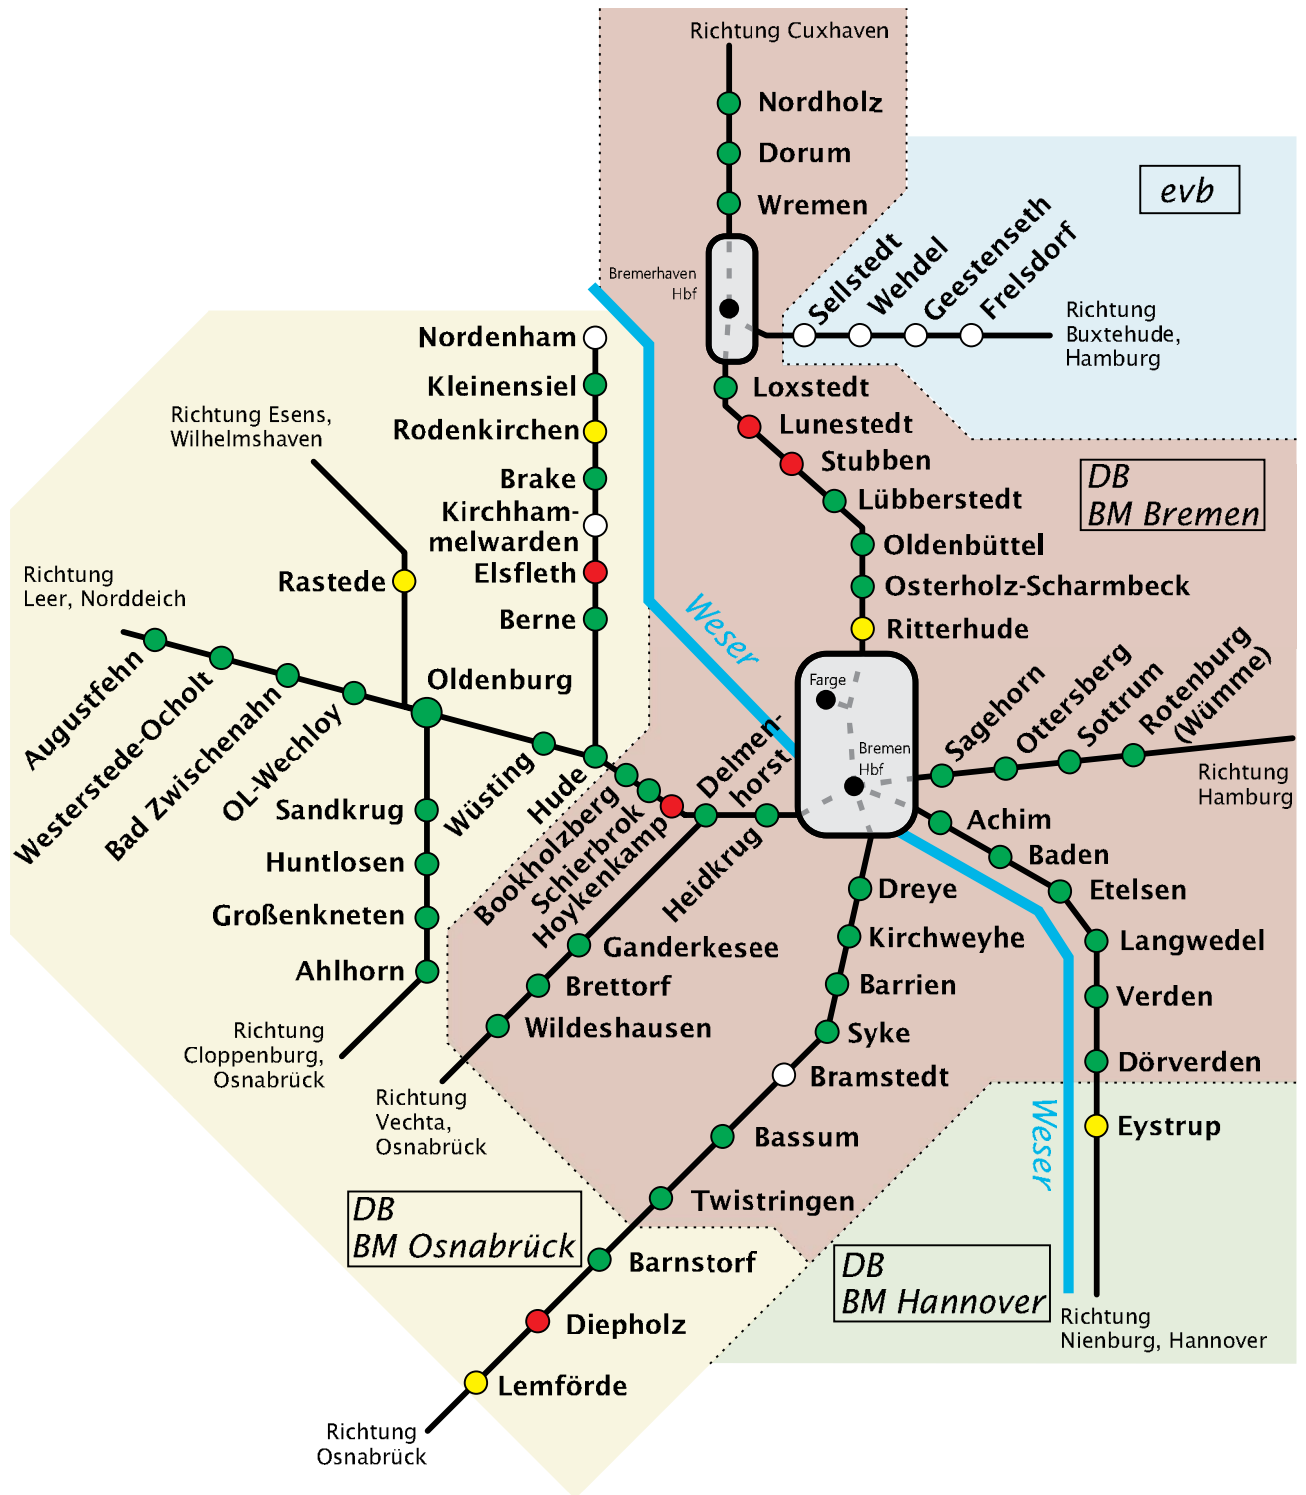 Richtung Cuxhaven
Nordholz
Dorum
Wremen
evb
Bremerhaven
Hbf
Sellstedt
Wehdel
Geestenseth
Frelsdorf
Richtung
Buxtehude,
Hamburg
Nordenham
Kleinensiel
Rodenkirchen
Brake
Kirchham-
melwarden
Elsfleth
Berne
Richtung Esens,
Wilhelmshaven
Loxstedt
Lunestedt
Stubben
Lübberstedt
Oldenbüttel
Osterholz-Scharmbeck
Ritterhude
DB
BM Bremen
Richtung
Leer, Norddeich
Rastede
Weser
Augustfehn
Westerstede-Ocholt
Bad Zwischenahn
OL-Wechloy
Oldenburg
Wüsting
Hude
Bookholzberg
Schierbrok
Hoykenkamp
Delmen-
horst
Heidkrug
Farge
Bremen
Hbf
Sagehorn
Ottersberg
Sottrum
Rotenburg
(Wümme)
Richtung
Hamburg
Sandkrug
Huntlosen
Großenkneten
Ahlhorn
Richtung
Cloppenburg,
Osnabrück
Ganderkesee
Brettorf
Wildeshausen
Richtung
Vechta,
Osnabrück
Dreye
Kirchweyhe
Barrien
Syke
Bramstedt
Bassum
Twistringen
Barnstorf
Diepholz
Lemförde
Richtung
Osnabrück
Achim
Baden
Etelsen
Langwedel
Verden
Dörverden
Eystrup
Weser
DB
BM Osnabrück
DB
BM Hannover
Richtung
Nienburg, Hannover